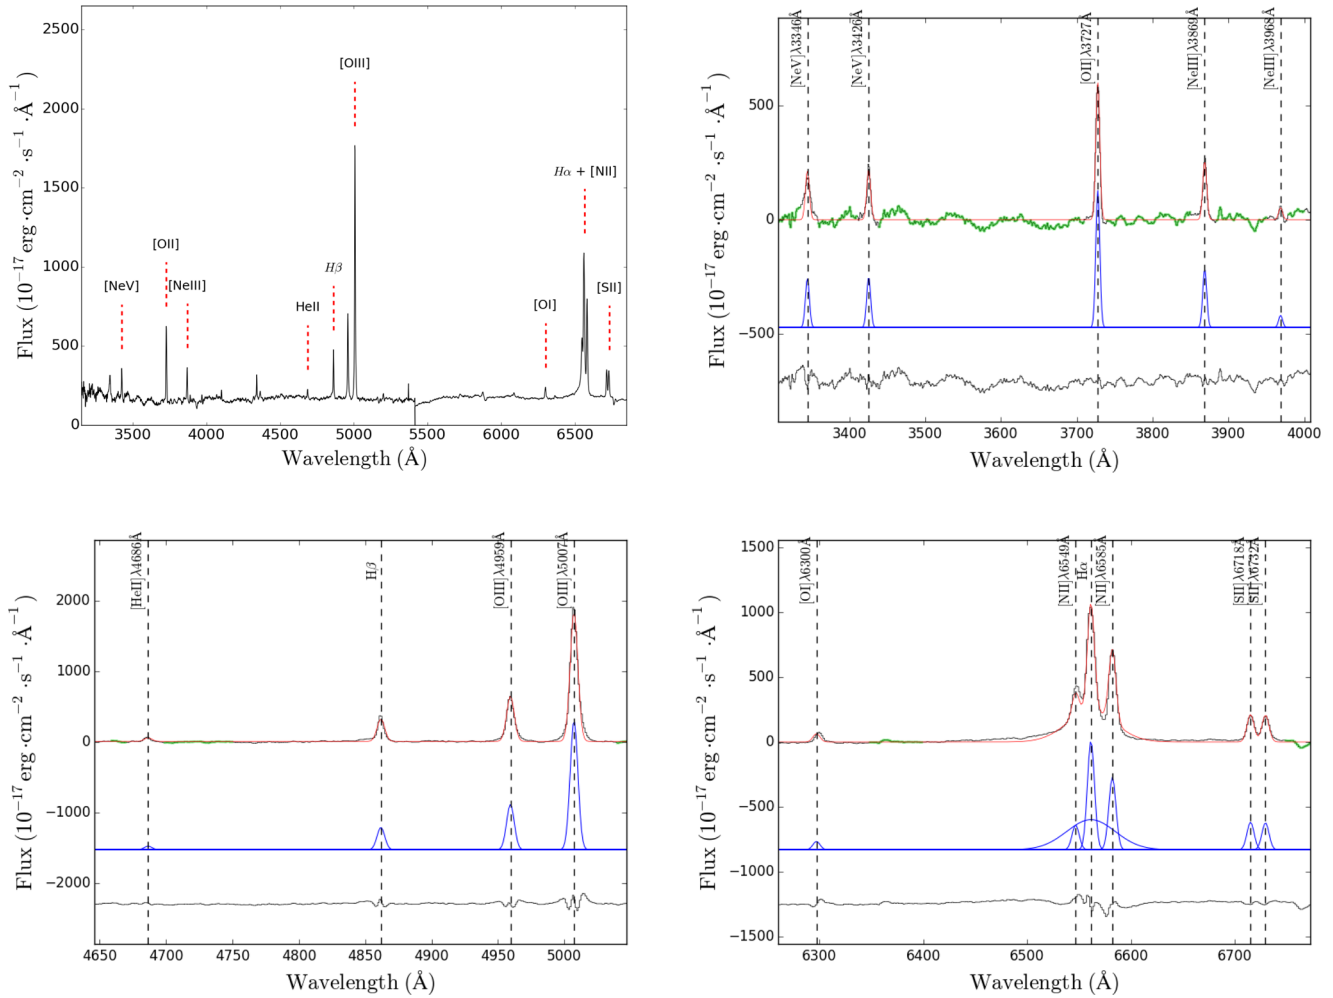 2500
2000
1500
1000
500
0
3500 4000 4500 5000 5500 6000 6500
Wavelength (Å)
Flux (10⁻¹⁷ erg·cm⁻² ·s⁻¹ ·Å⁻¹)
[NeV]
[OII]
[NeIII]
HeII
Hβ
[OIII]
[OI]
Hα + [NII]
[SII]
500
0
−500
3400 3500 3600 3700 3800 3900 4000
Wavelength (Å)
Flux (10⁻¹⁷ erg·cm⁻² ·s⁻¹ ·Å⁻¹)
[NeV]λ3346Å
[NeV]λ3426Å
[OII]λ3727Å
[NeIII]λ3869Å
[NeIII]λ3968Å
2000
1000
0
−1000
−2000
4650 4700 4750 4800 4850 4900 4950 5000
Wavelength (Å)
Flux (10⁻¹⁷ erg·cm⁻² ·s⁻¹ ·Å⁻¹)
[HeII]λ4686Å
Hβ
[OIII]λ4959Å
[OIII]λ5007Å
1500
1000
500
0
−500
−1000
−1500
6300 6400 6500 6600 6700
Wavelength (Å)
Flux (10⁻¹⁷ erg·cm⁻² ·s⁻¹ ·Å⁻¹)
[OI]λ6300Å
[NII]λ6549Å
Hα
[NII]λ6585Å
[SII]λ6718Å
[SII]λ6732Å